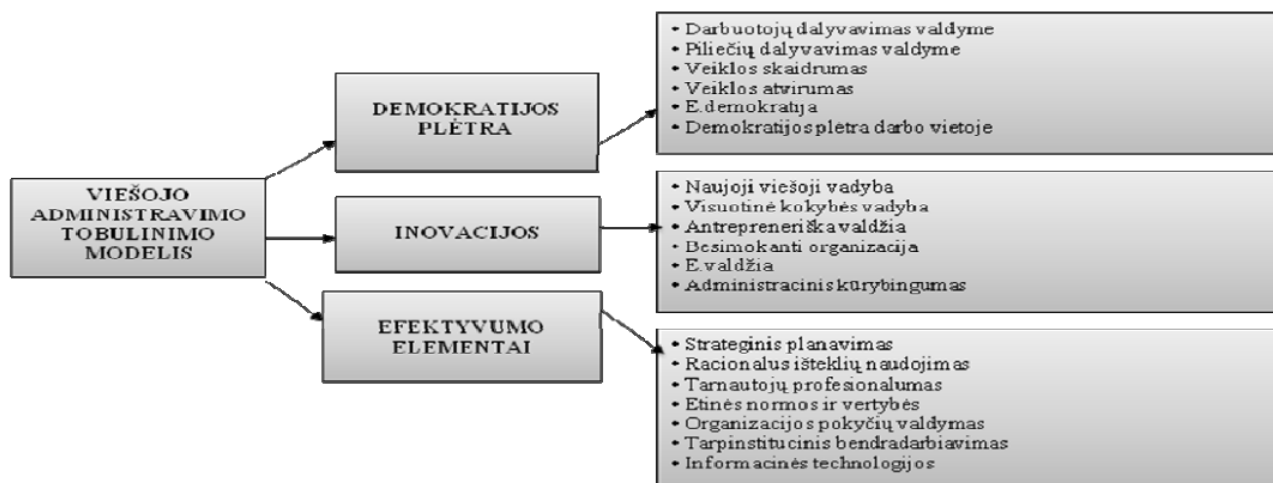 VIEŠOJO
ADMINISTRAVIMO
TOBULINIMO
MODELIS
DEMOKRATIJOS
PLĖTRA
• Darbuotojų dalyvavimas valdyme
• Piliečių dalyvavimas valdyme
• Veiklos skaidrumas
• Veiklos atvirumas
• E.demokratija
• Demokratijos plėtra darbo vietoje
INOVACIJOS
• Naujoji viešoji vadyba
• Visuotinė kokybės vadyba
• Antrepreneriška valdžia
• Besimokanti organizacija
• E.valdžia
• Administracinis kūrybingumas
EFEKTYVUMO
ELEMENTAI
• Strateginis planavimas
• Racionalus išteklių naudojimas
• Tarnautojų profesionalumas
• Etinės normos ir vertybės
• Organizacijos pokyčių valdymas
• Tarpinstitucinis bendradarbiavimas
• Informacinės technologijos